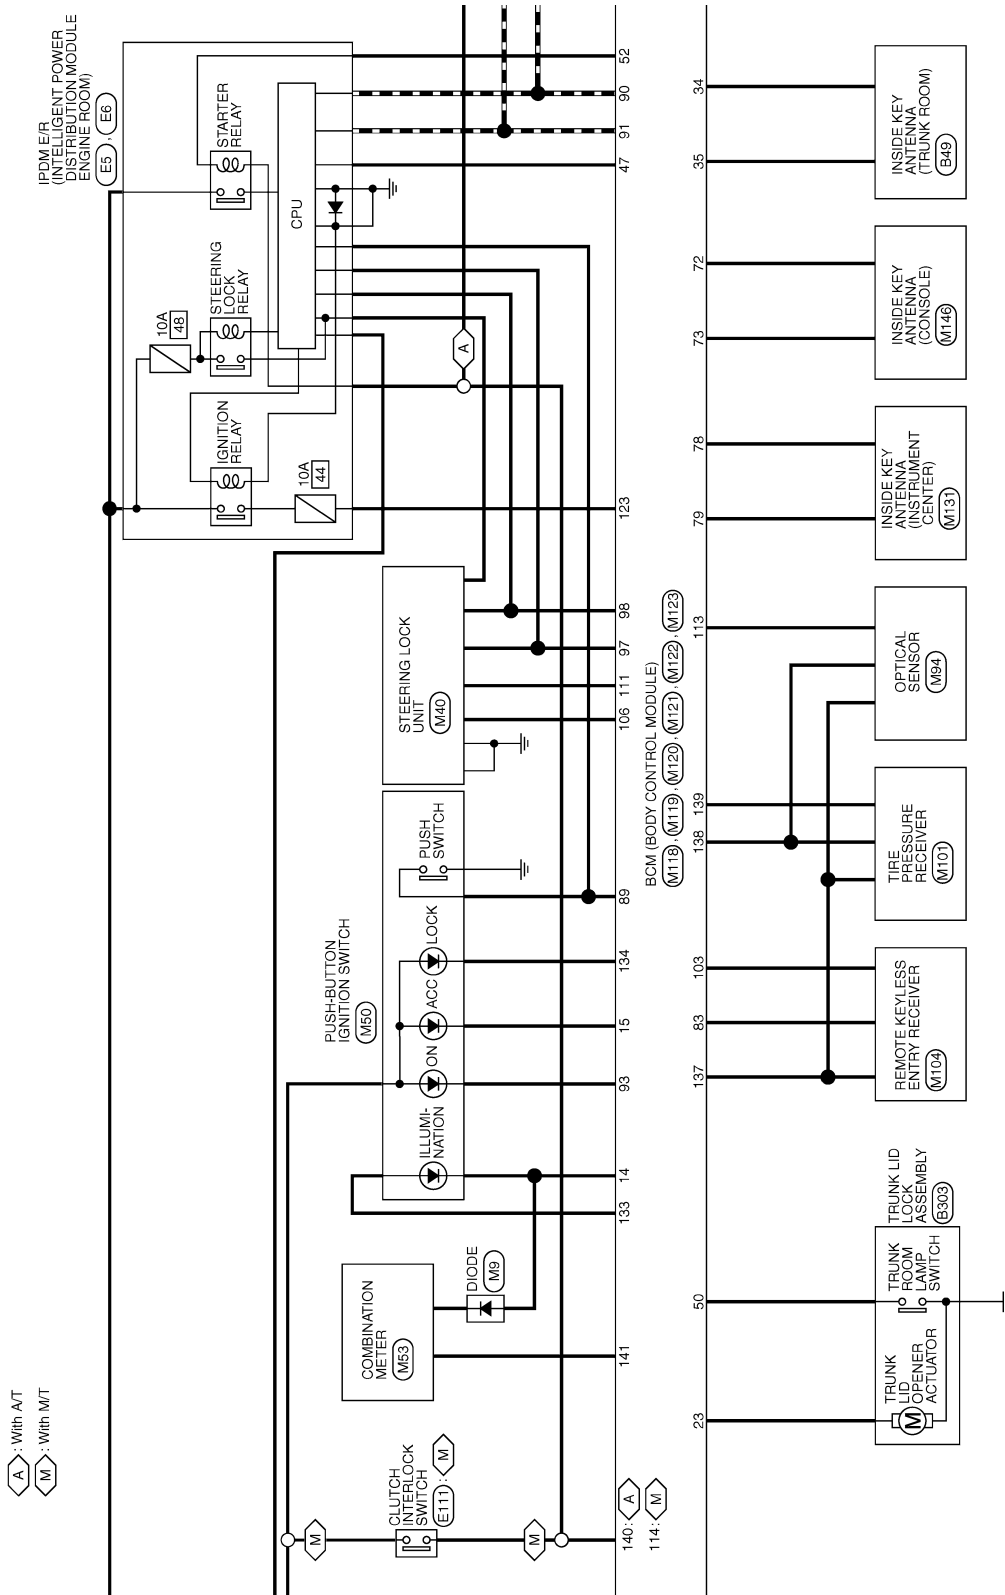 A : With A/T
M : With M/T
IPDM E/R
(INTELLIGENT POWER
DISTRIBUTION MODULE
ENGINE ROOM)
E5 , E6
STARTER
RELAY
STEERING
LOCK
RELAY
IGNITION
RELAY
10A
48
10A
44
CPU
A
CLUTCH
INTERLOCK
SWITCH
E111 : M
M
M
COMBINATION
METER
M53
DIODE
M9
PUSH-BUTTON
IGNITION SWITCH
M50
ILLUMI-
NATION
ON
ACC
LOCK
PUSH
SWITCH
STEERING LOCK
UNIT
M40
140: A
114: M
141
133
14
93
15
134
89
106
111
97
98
123
47
91
90
52
BCM (BODY CONTROL MODULE)
M118 , M119 , M120 , M121 , M122 , M123
23
50
137
83
103
138
139
113
79
78
73
72
35
34
TRUNK
LID
OPENER
ACTUATOR
M
TRUNK
ROOM
LAMP
SWITCH
TRUNK LID
LOCK
ASSEMBLY
B303
REMOTE KEYLESS
ENTRY RECEIVER
M104
TIRE
PRESSURE
RECEIVER
M101
OPTICAL
SENSOR
M94
INSIDE KEY
ANTENNA
(INSTRUMENT
CENTER)
M131
INSIDE KEY
ANTENNA
(CONSOLE)
M146
INSIDE KEY
ANTENNA
(TRUNK ROOM)
B49